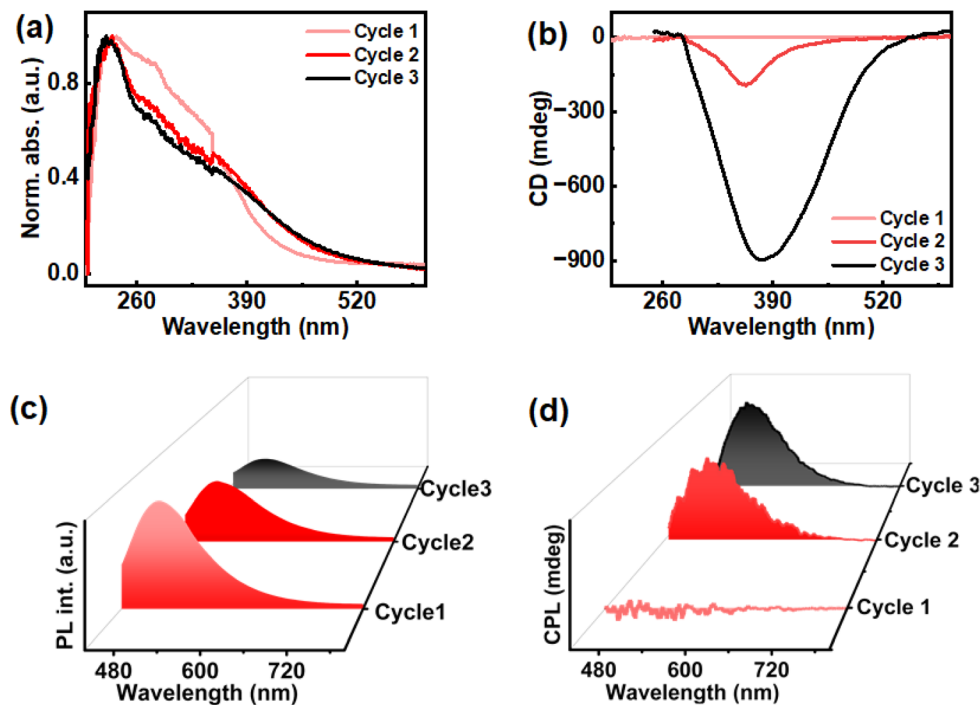 (a)
Norm. abs. (a.u.)
0.8
0.4
0.0
260
390
520
Wavelength (nm)
Cycle 1
Cycle 2
Cycle 3
(b)
CD (mdeg)
0
−300
−600
−900
260
390
520
Wavelength (nm)
Cycle 1
Cycle 2
Cycle 3
(c)
PL int. (a.u.)
Cycle3
Cycle2
Cycle1
480
600
720
Wavelength (nm)
(d)
CPL (mdeg)
Cycle 3
Cycle 2
Cycle 1
480
600
720
Wavelength (nm)